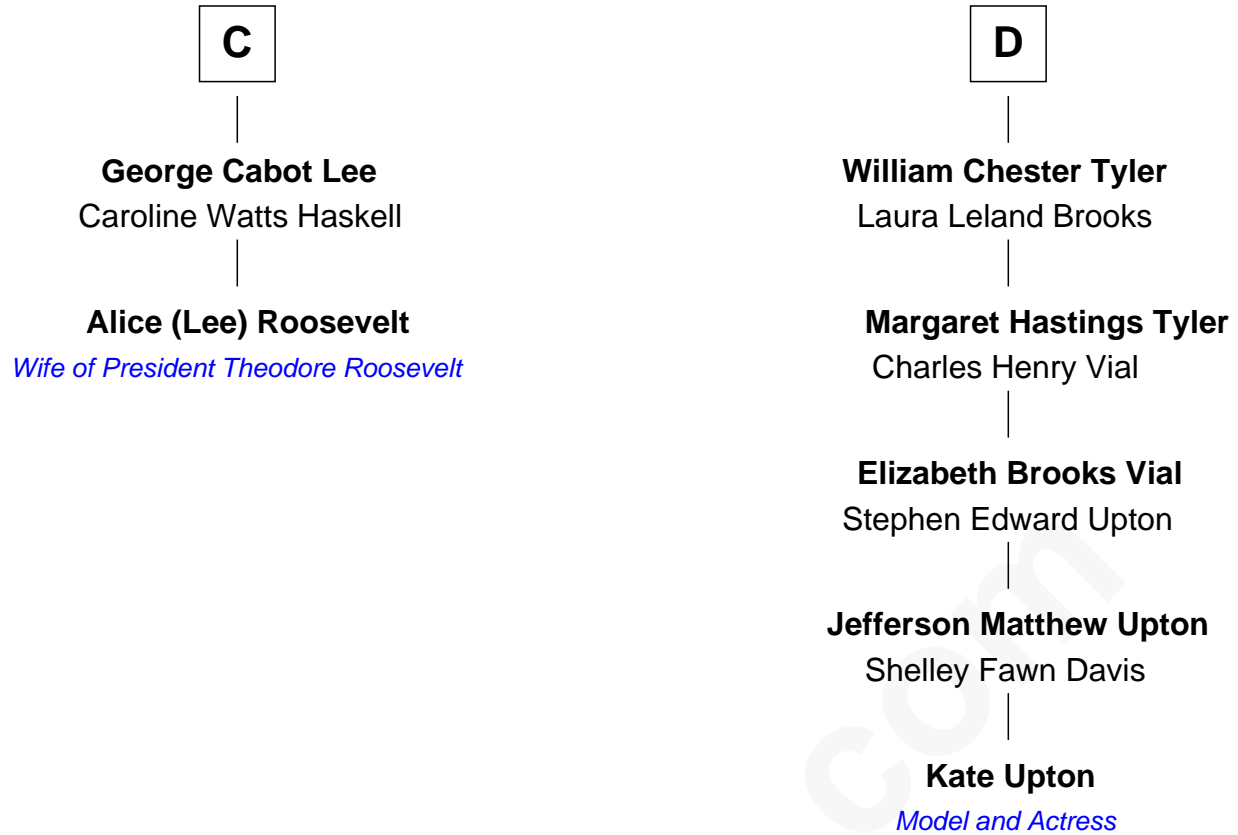 C
George Cabot Lee
Caroline Watts Haskell
Alice (Lee) Roosevelt
Wife of President Theodore Roosevelt
D
William Chester Tyler
Laura Leland Brooks
Margaret Hastings Tyler
Charles Henry Vial
Elizabeth Brooks Vial
Stephen Edward Upton
Jefferson Matthew Upton
Shelley Fawn Davis
Kate Upton
Model and Actress
com